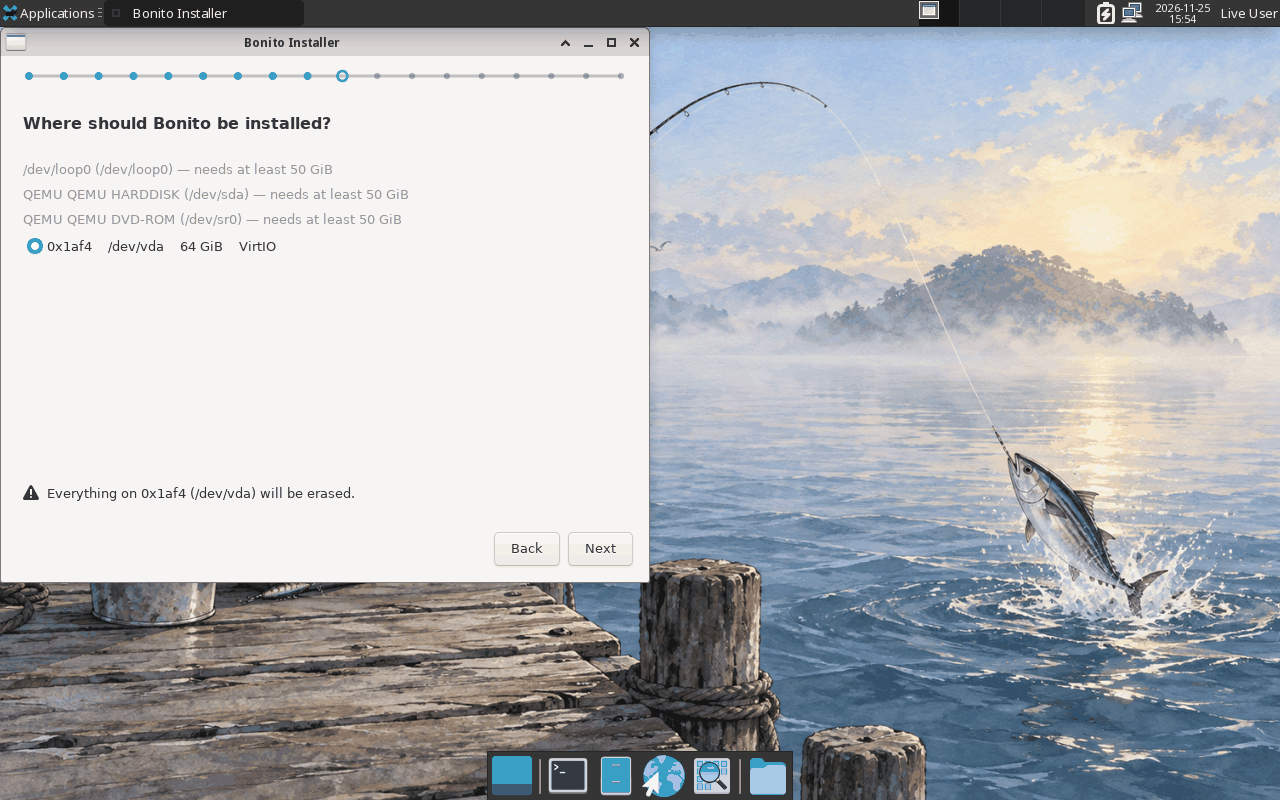 Applications
Bonito Installer
2026-11-25
15:54
Live User
Bonito Installer
Where should Bonito be installed?
/dev/loop0 (/dev/loop0) — needs at least 50 GiB
QEMU QEMU HARDDISK (/dev/sda) — needs at least 50 GiB
QEMU QEMU DVD-ROM (/dev/sr0) — needs at least 50 GiB
0x1af4 /dev/vda 64 GiB VirtIO
Everything on 0x1af4 (/dev/vda) will be erased.
Back Next